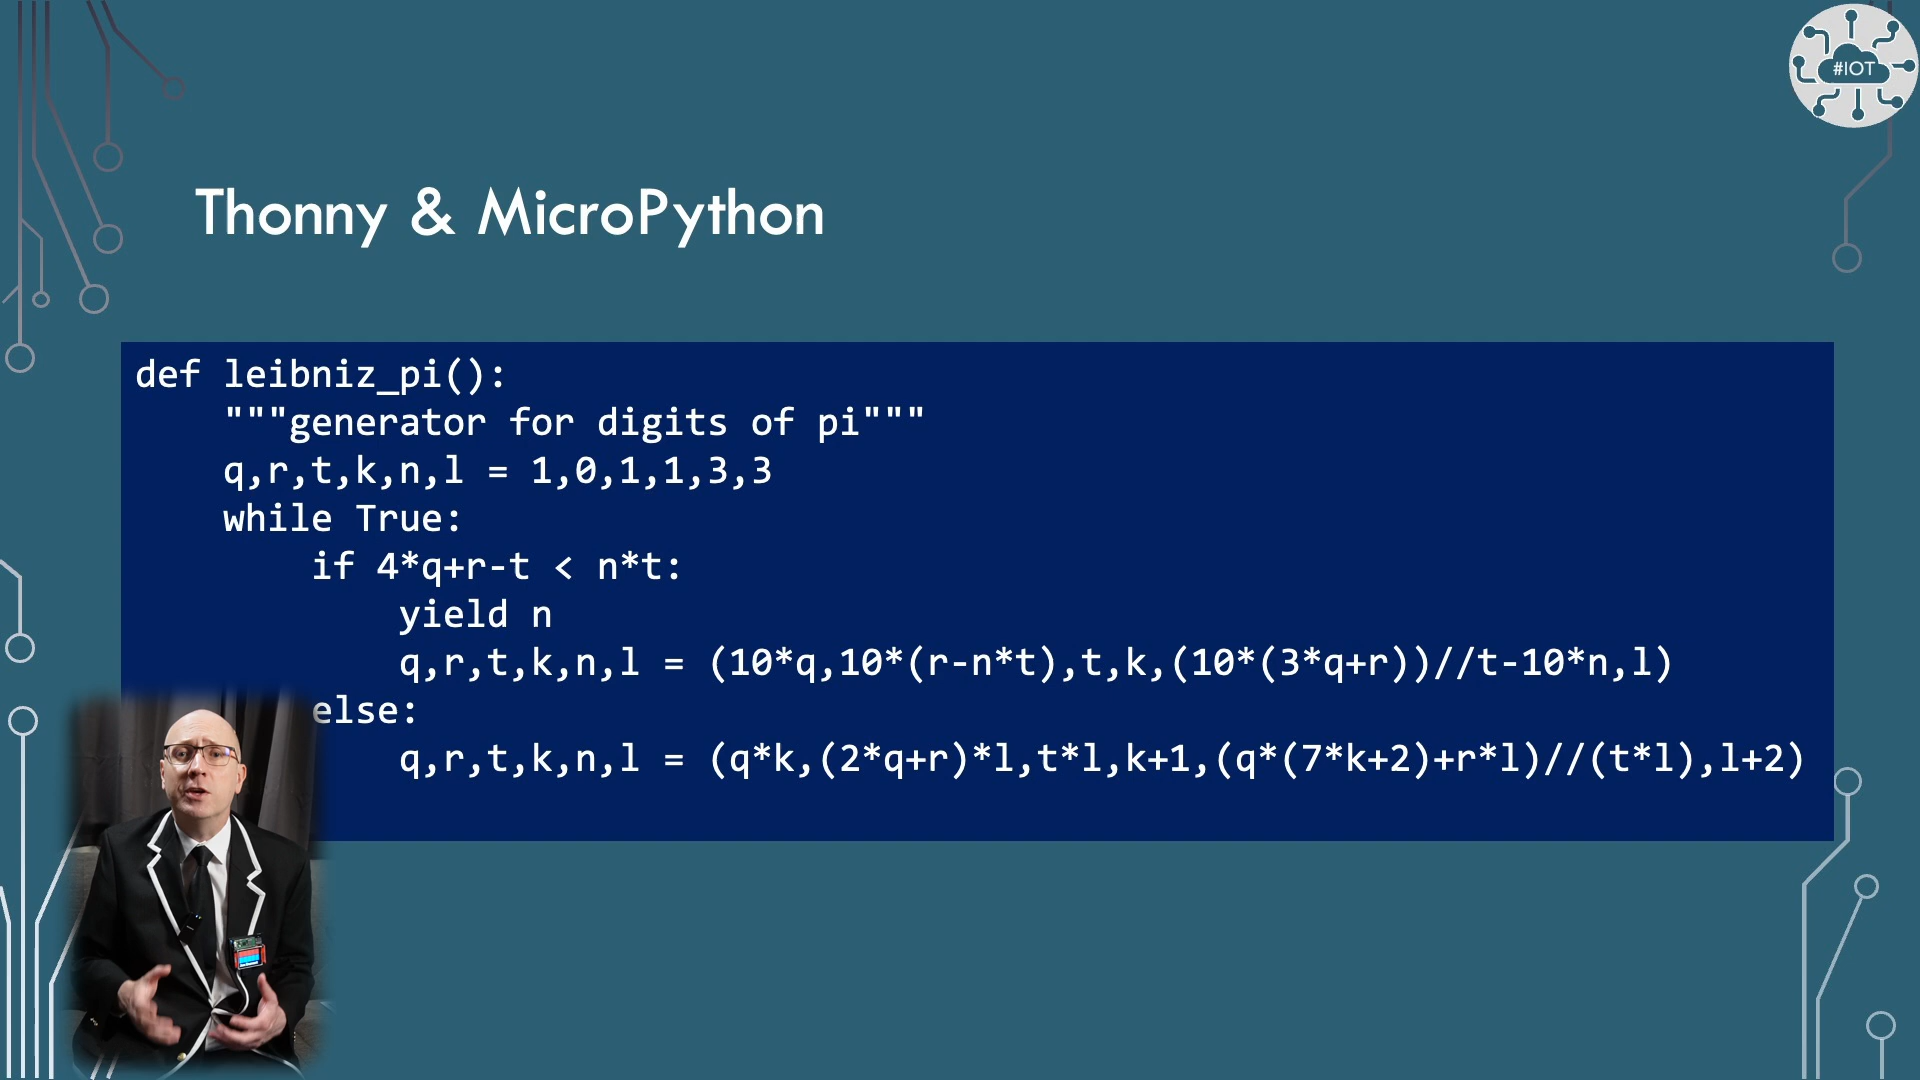 #IOT
Thonny & MicroPython
def leibniz_pi():
    """generator for digits of pi"""
    q,r,t,k,n,l = 1,0,1,1,3,3
    while True:
        if 4*q+r-t < n*t:
            yield n
            q,r,t,k,n,l = (10*q,10*(r-n*t),t,k,(10*(3*q+r))//t-10*n,l)
        else:
            q,r,t,k,n,l = (q*k,(2*q+r)*l,t*l,k+1,(q*(7*k+2)+r*l)//(t*l),l+2)